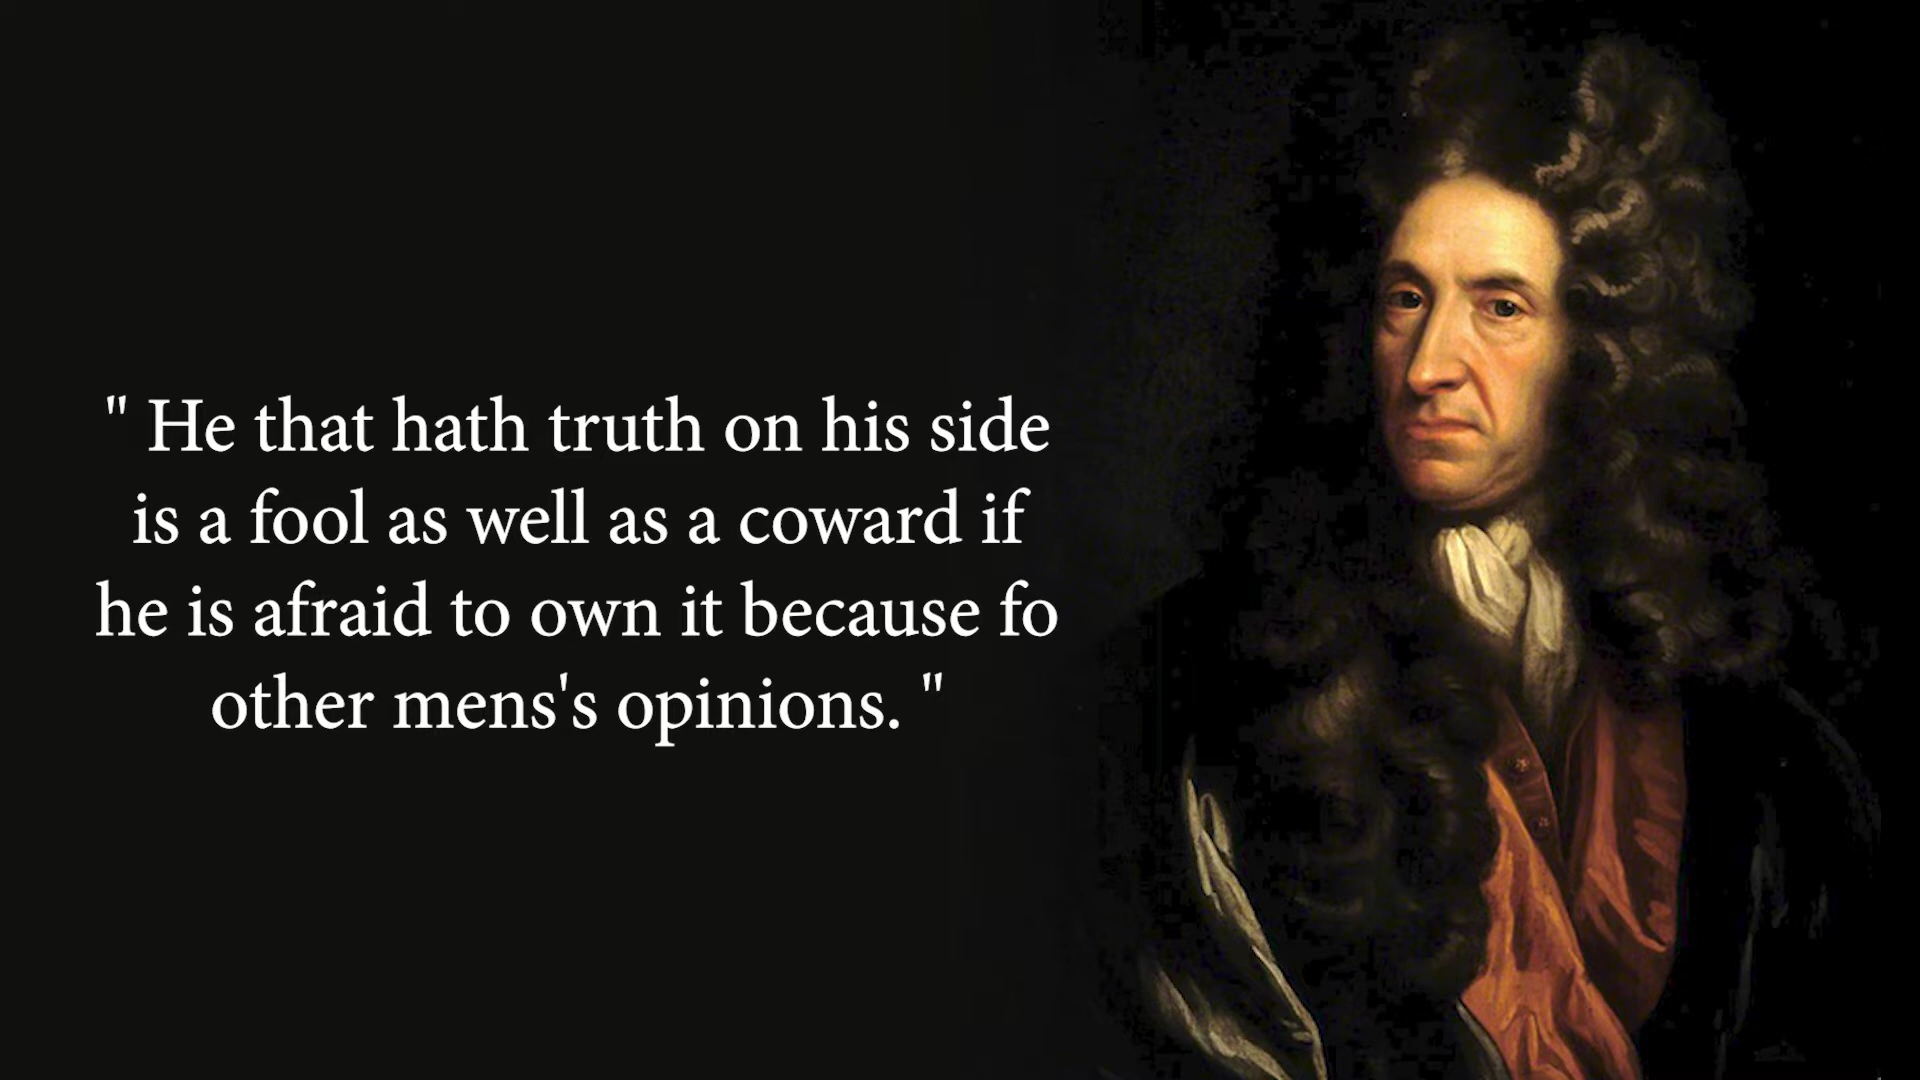 " He that hath truth on his side
is a fool as well as a coward if
he is afraid to own it because fo
other mens's opinions. "